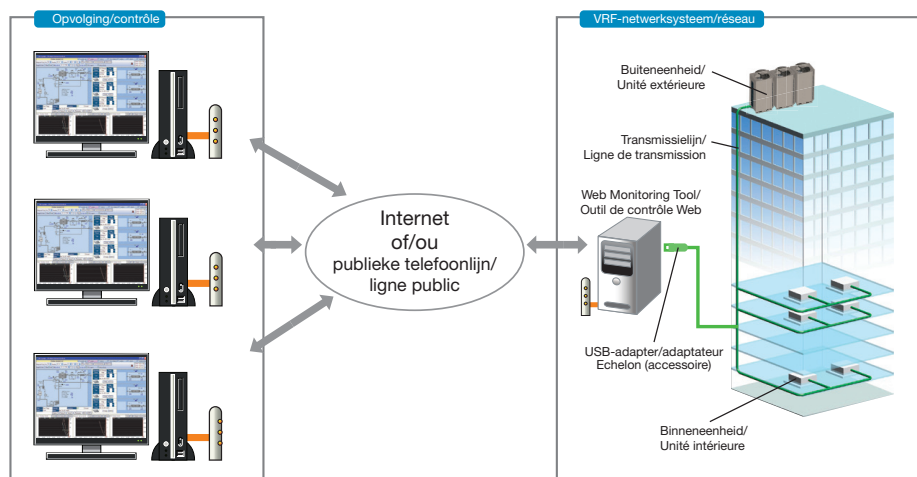 Opvolging/contrôle
VRF-netwerksysteem/réseau
Buiteneenheid/
Unité extérieure
Transmissielijn/
Ligne de transmission
Web Monitoring Tool/
Outil de contrôle Web
Internet
of/ou
publieke telefoonlijn/
ligne public
USB-adapter/adaptateur
Echelon (accessoire)
Binneneenheid/
Unité intérieure